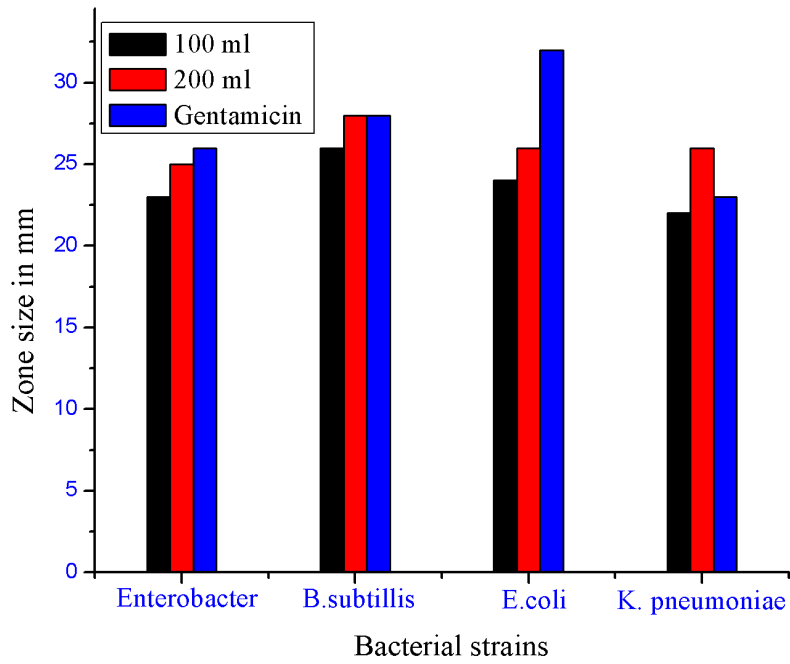 100 ml
200 ml
Gentamicin
Zone size in mm
30
25
20
15
10
5
0
Enterobacter
B.subtillis
E.coli
K. pneumoniae
Bacterial strains